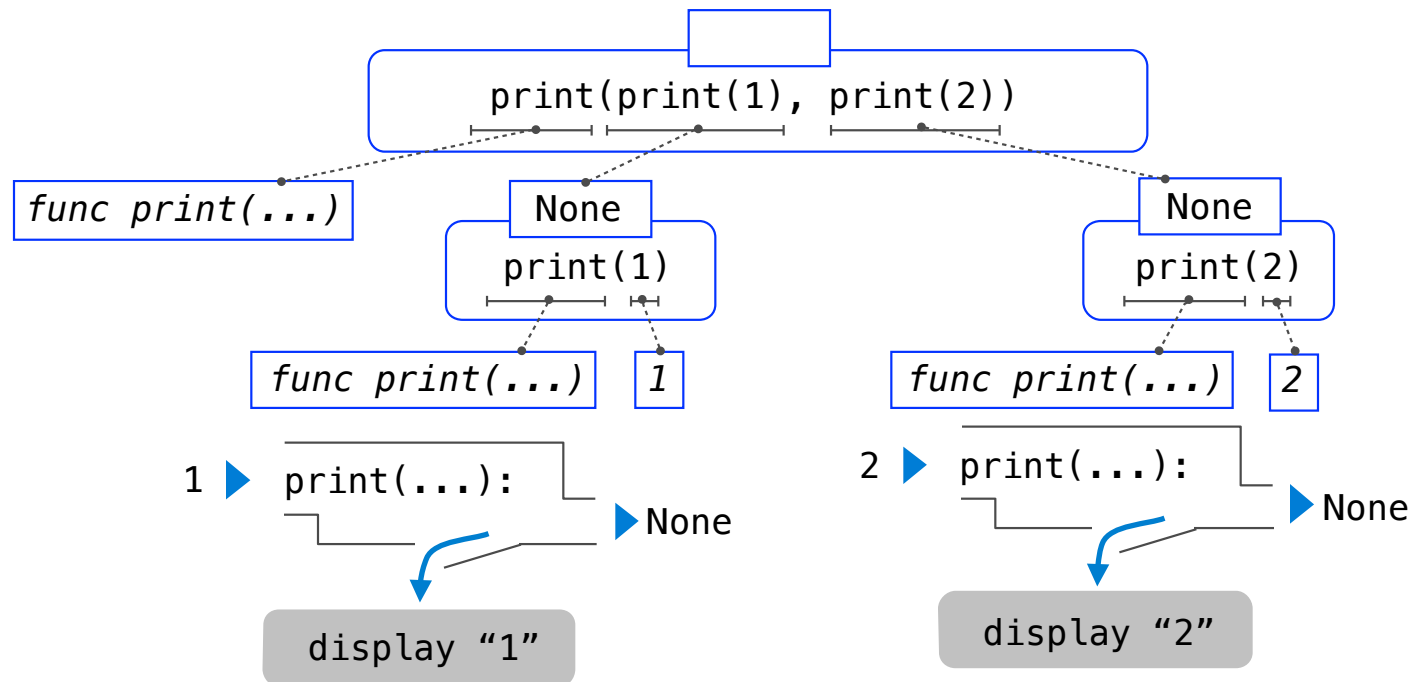 print(print(1), print(2))
func print(...)
None
None
print(1)
print(2)
func print(...)
1
func print(...)
2
1
print(...):
None
2
print(...):
None
display “1”
display “2”